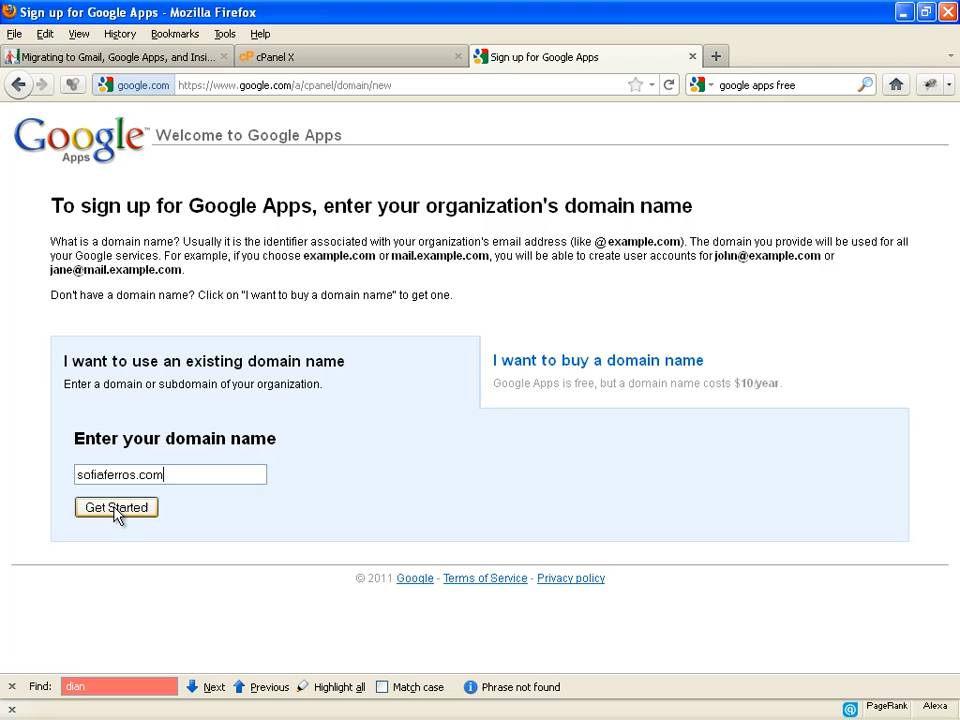 Sign up for Google Apps - Mozilla Firefox
File Edit View History Bookmarks Tools Help
Migrating to Gmail, Google Apps, and Insi...
cPanel X
Sign up for Google Apps
google.com https://www.google.com/a/cpanel/domain/new
google apps free
Google Apps
Welcome to Google Apps
To sign up for Google Apps, enter your organization's domain name
What is a domain name? Usually it is the identifier associated with your organization's email address (like @example.com). The domain you provide will be used for all
your Google services. For example, if you choose example.com or mail.example.com, you will be able to create user accounts for john@example.com or
jane@mail.example.com.
Don't have a domain name? Click on "I want to buy a domain name" to get one.
I want to use an existing domain name
Enter a domain or subdomain of your organization.
I want to buy a domain name
Google Apps is free, but a domain name costs $10/year.
Enter your domain name
sofiaferros.com
Get Started
© 2011 Google - Terms of Service - Privacy policy
Find: dian Next Previous Highlight all Match case Phrase not found
PageRank Alexa